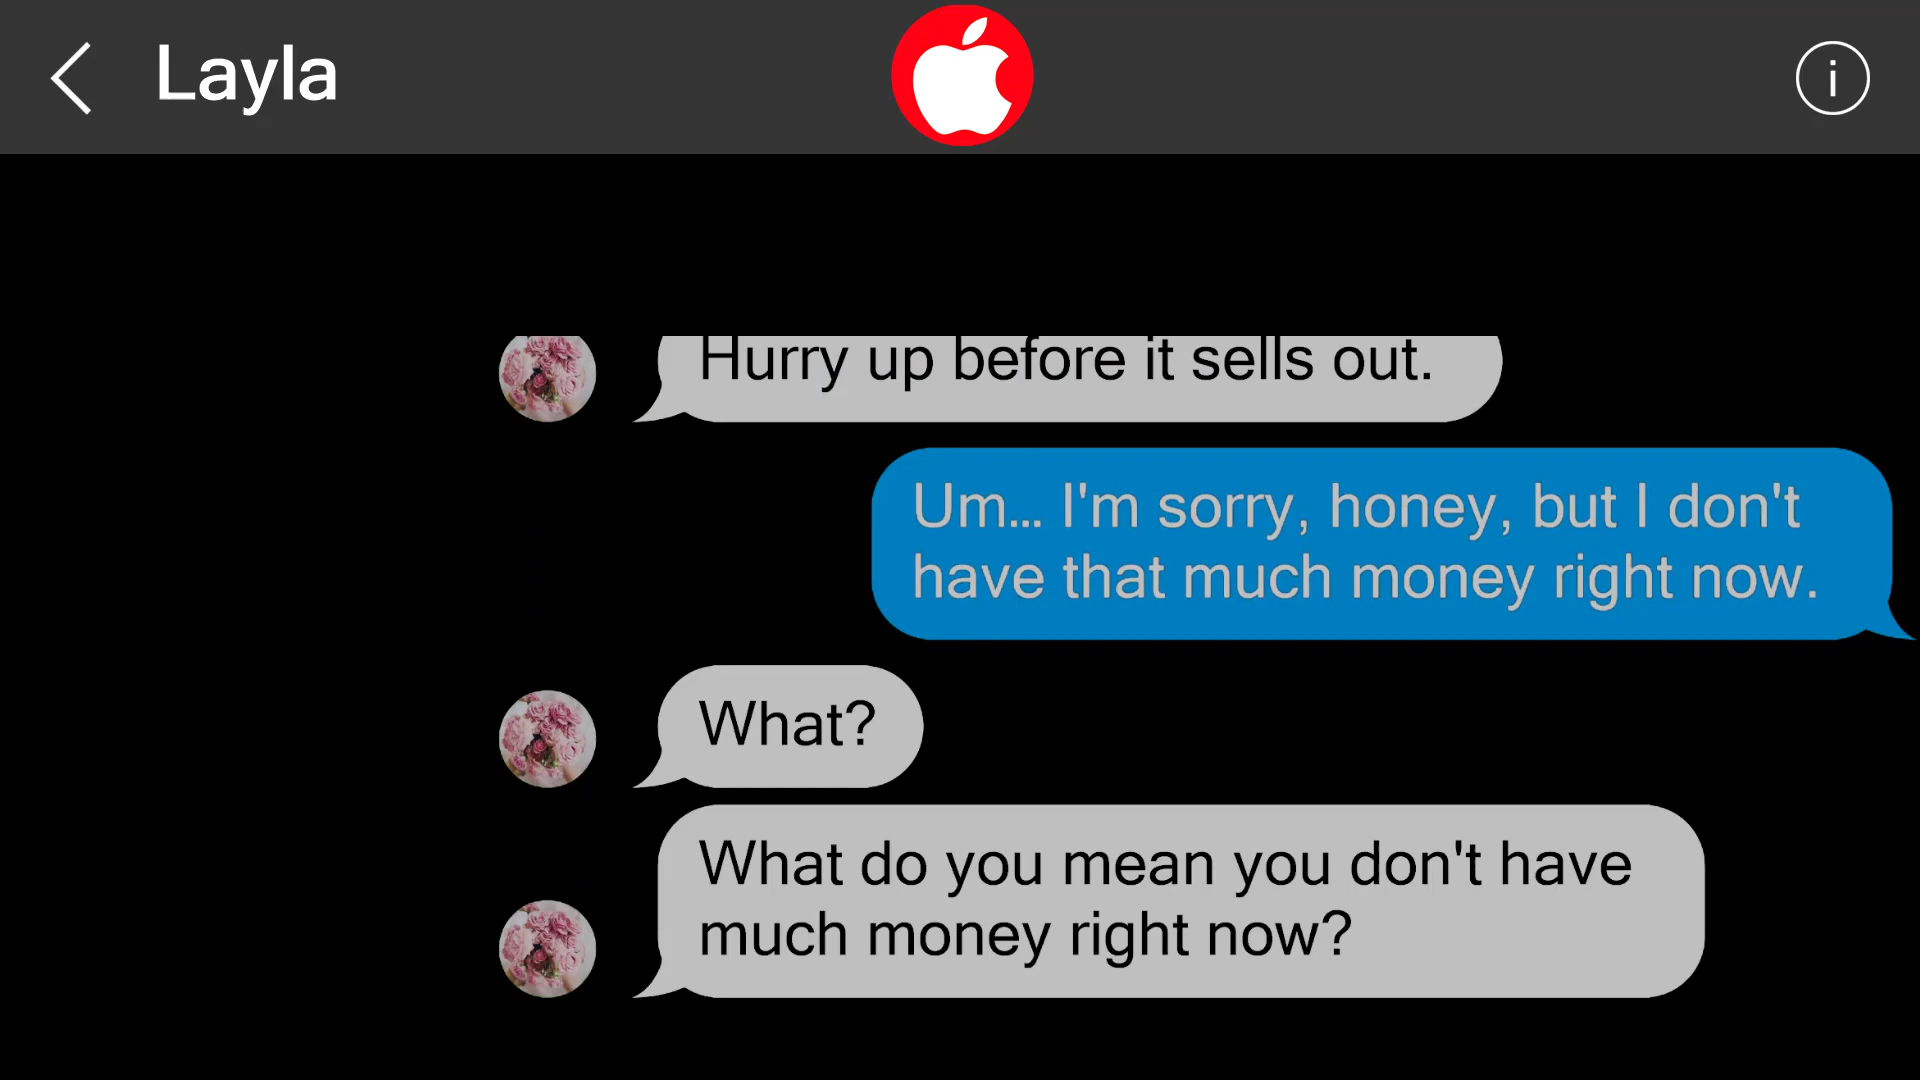 Layla
i
Hurry up before it sells out.
Um... I'm sorry, honey, but I don't
have that much money right now.
What?
What do you mean you don't have
much money right now?